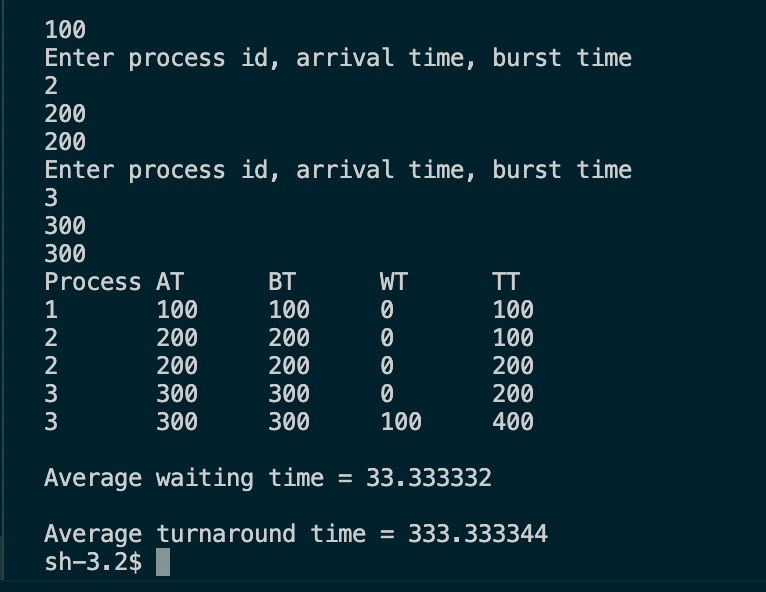 100
Enter process id, arrival time, burst time
2
200
200
Enter process id, arrival time, burst time
3
300
300
Process AT BT WT TT
1 100 100 0 100
2 200 200 0 100
2 200 200 0 200
3 300 300 0 200
3 300 300 100 400
Average waiting time = 33.333332
Average turnaround time = 333.333344
sh-3.2$